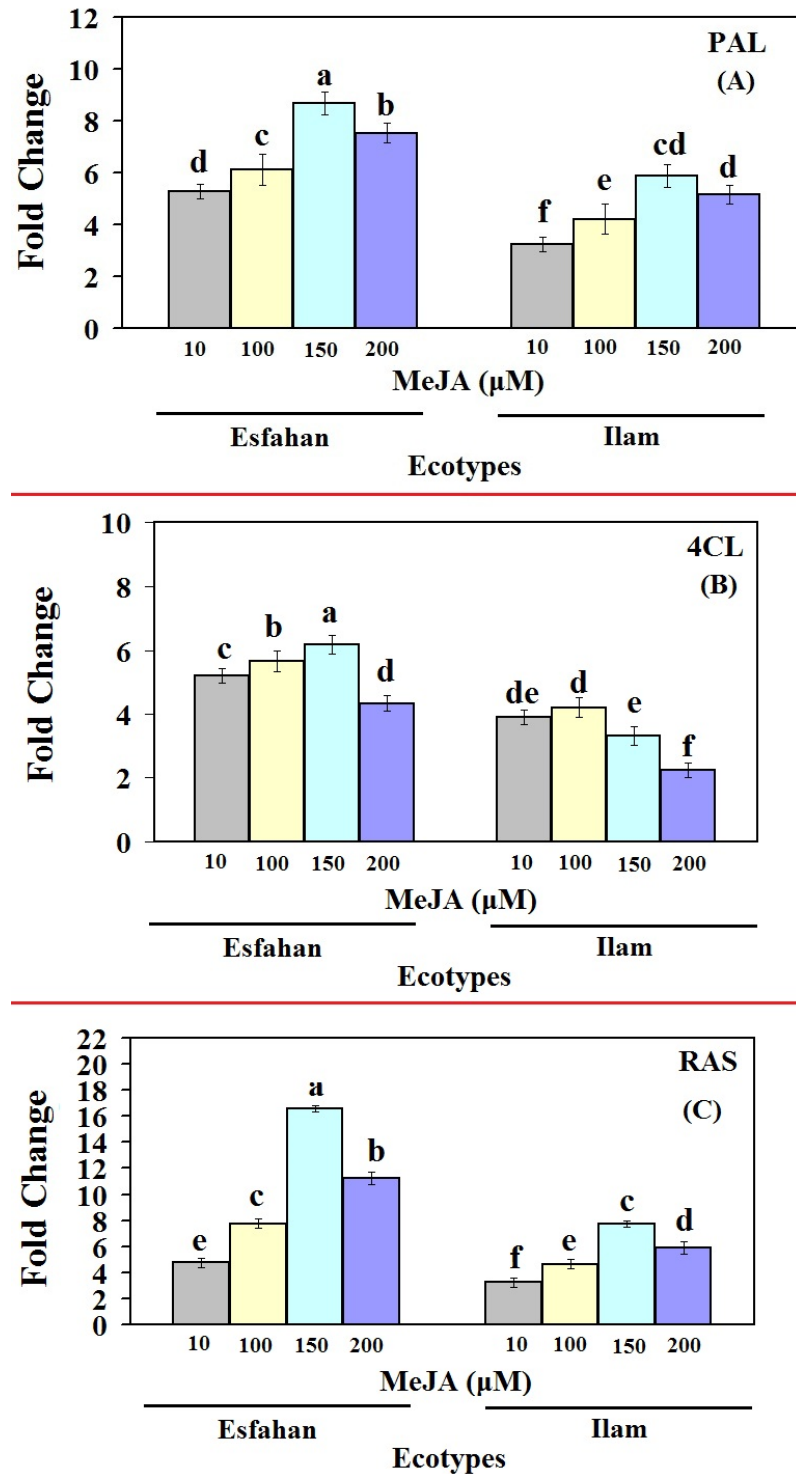 12
PAL
(A)
10
8
6
4
2
0
Fold Change
a
b
c
d
cd
d
e
f
10 100 150 200 10 100 150 200
MeJA (µM)
Esfahan Ilam
Ecotypes
10
4CL
(B)
8
6
4
2
0
Fold Change
c b a d de d e f
10 100 150 200 10 100 150 200
MeJA (µM)
Esfahan Ilam
Ecotypes
22
RAS
(C)
20
18
16
14
12
10
8
6
4
2
0
Fold Change
e c a b f e c d
10 100 150 200 10 100 150 200
MeJA (µM)
Esfahan Ilam
Ecotypes